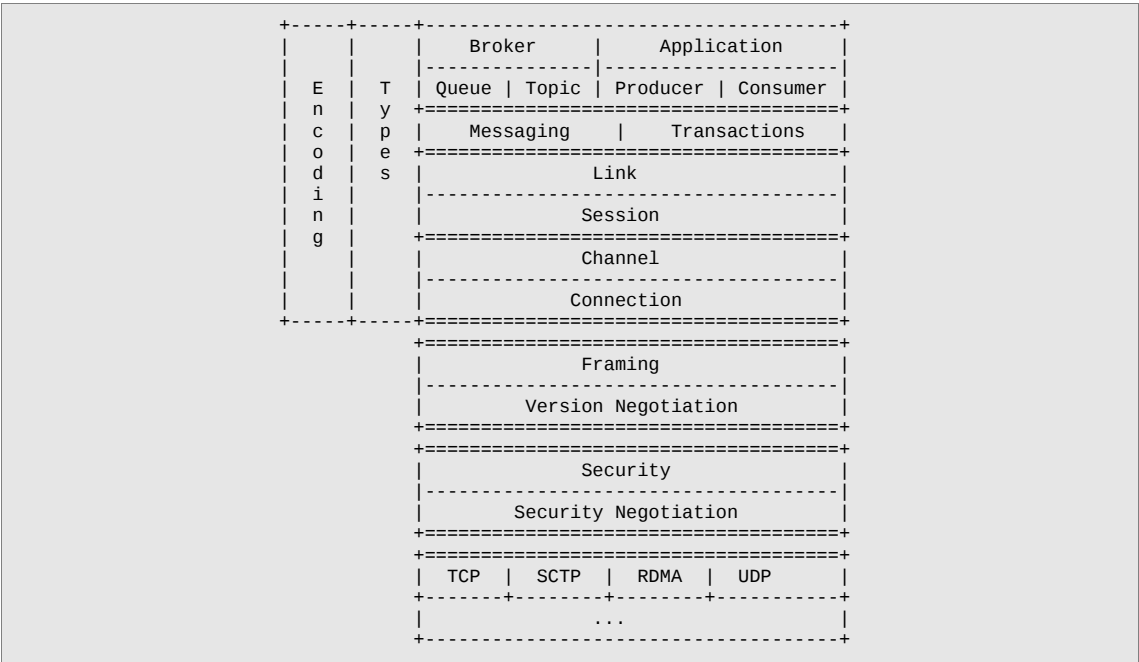 Broker | Application
E T Queue | Topic | Producer | Consumer
n y
c p Messaging | Transactions
o e
d s Link
i
n Session
g
Channel
Connection
Framing
Version Negotiation
Security
Security Negotiation
TCP | SCTP | RDMA | UDP
...